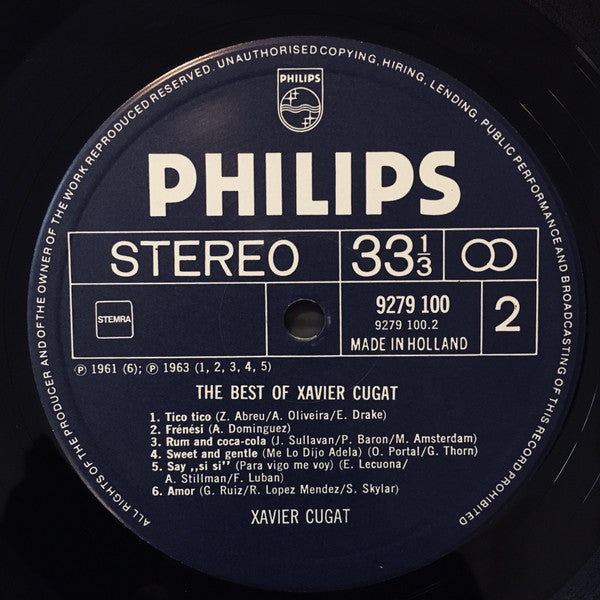 ALL RIGHTS OF THE PRODUCER AND OF THE OWNER OF THE WORK REPRODUCED RESERVED. UNAUTHORISED COPYING, HIRING, LENDING, PUBLIC PERFORMANCE AND BROADCASTING OF THIS RECORD PROHIBITED
PHILIPS
PHILIPS
STEREO 33⅓
STEMRA
9279 100
9279 100.2
MADE IN HOLLAND
2
Ⓟ 1961 (6); Ⓟ 1963 (1, 2, 3, 4, 5)
THE BEST OF XAVIER CUGAT
1. Tico tico (Z. Abreu/A. Oliveira/E. Drake)
2. Frénési (A. Dominguez)
3. Rum and coca-cola (J. Sullavan/P. Baron/M. Amsterdam)
4. Sweet and gentle (Me Lo Dijo Adela) (O. Portal/G. Thorn)
5. Say ,,si si'' (Para vigo me voy) (E. Lecuona/
A. Stillman/F. Luban)
6. Amor (G. Ruiz/R. Lopez Mendez/S. Skylar)
XAVIER CUGAT